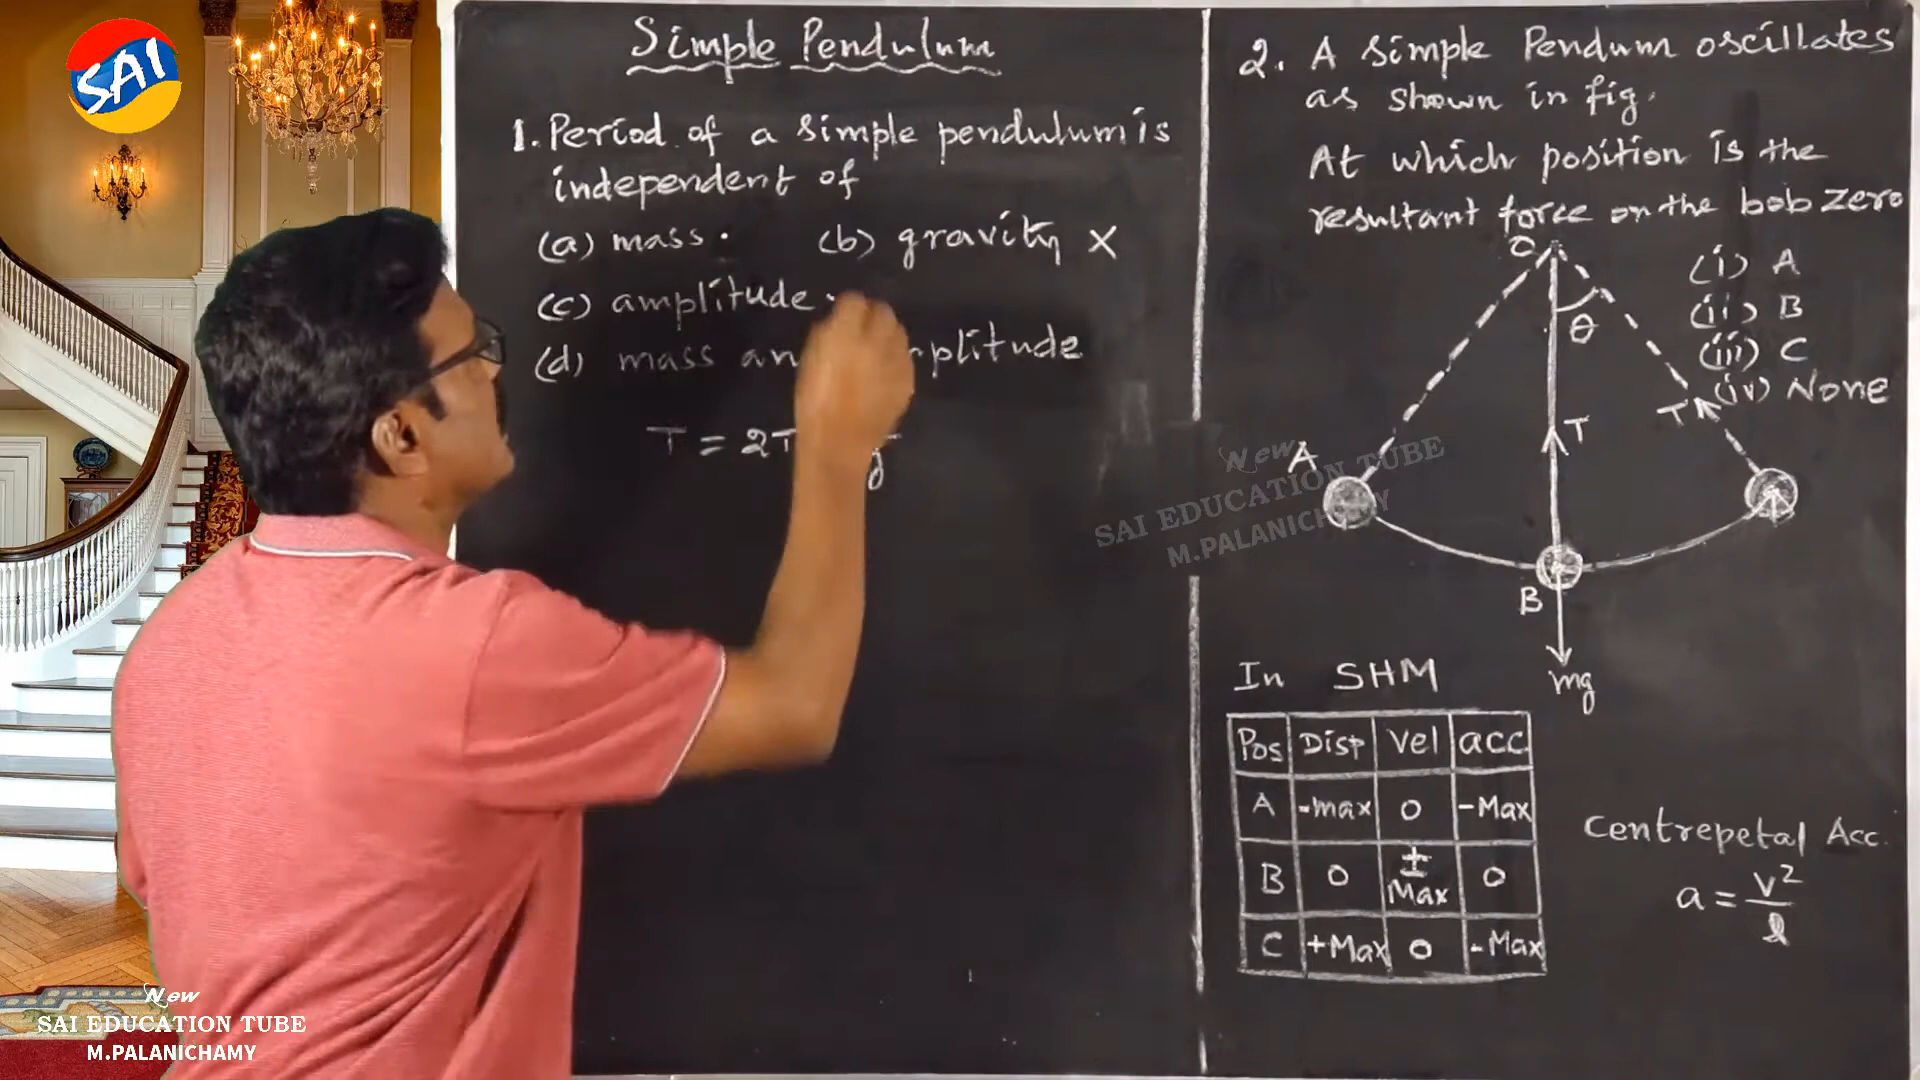 SAI
Simple Pendulum
1. Period of a simple pendulum is
independent of
(a) mass . (b) gravity X
(c) amplitude
(d) mass
T = 2
2. A simple Pendum oscillates
as shown in fig.
At which position is the
resultant force on the bob zero
O
(i) A
(ii) B
(iii) C
(iv) None
θ
T
T
A
B
mg
In SHM
Pos Disp Vel acc
A -max 0 -Max
B 0 ± Max 0
C +Max 0 -Max
Centrepetal Acc.
a = v²/l
New
SAI EDUCATION TUBE
M.PALANICHAMY
New
SAI EDUCATION TUBE
M.PALANICHAMY